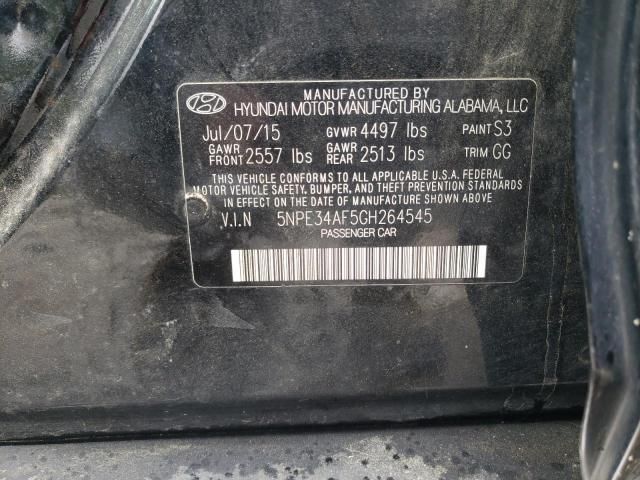 MANUFACTURED BY
HYUNDAI MOTOR MANUFACTURING ALABAMA, LLC
Jul/07/15 GVWR 4497 lbs PAINT S3
GAWR FRONT 2557 lbs GAWR REAR 2513 lbs TRIM GG
THIS VEHICLE CONFORMS TO ALL APPLICABLE U.S.A. FEDERAL
MOTOR VEHICLE SAFETY, BUMPER, AND THEFT PREVENTION STANDARDS
IN EFFECT ON THE DATE OF MANUFACTURE SHOWN ABOVE.
V.I.N 5NPE34AF5GH264545
PASSENGER CAR